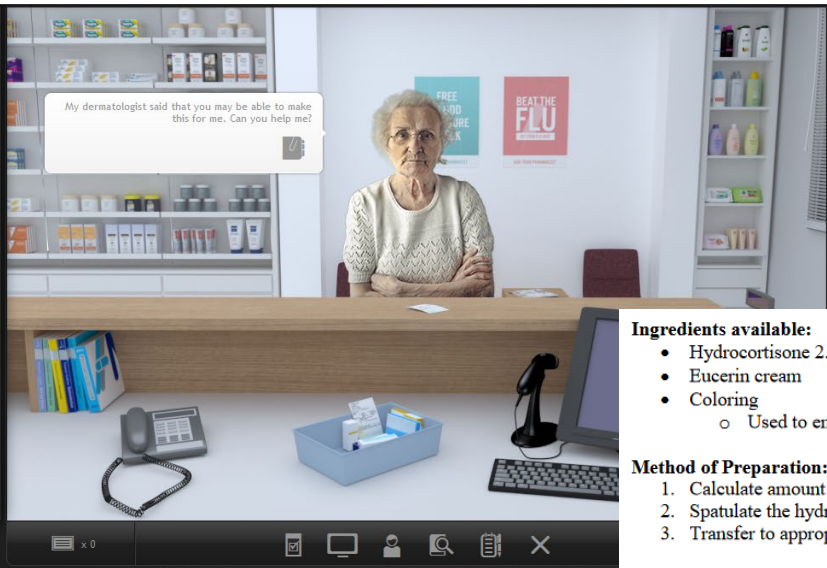 My dermatologist said that you may be able to make
this for me. Can you help me?
FREE
BEAT THE
FLU
x 0
Ingredients available:
• Hydrocortisone 2.
• Eucerin cream
• Coloring
o Used to en
Method of Preparation:
1. Calculate amount
2. Spatulate the hydr
3. Transfer to approp